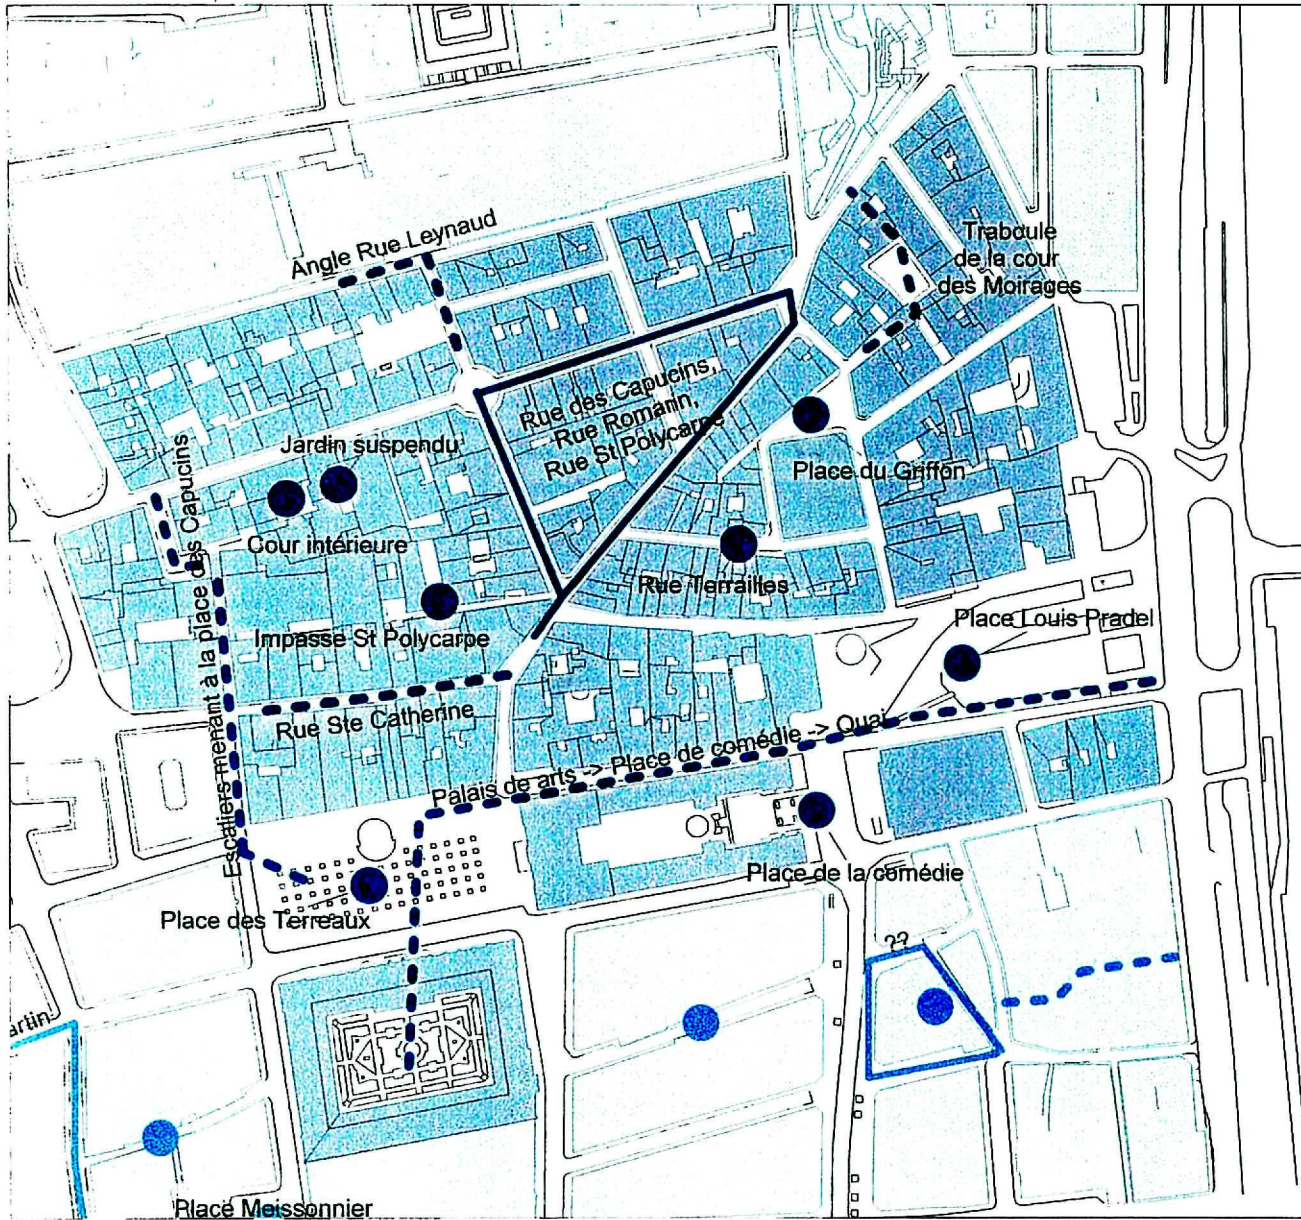 Angle Rue Leynaud
Traboule
de la cour
des Moirages
Rue des Capucins,
Rue Romarin,
Rue St Polycarpe
Jardin suspendu
Place du Griffon
Escaliers menant à la place des Capucins
Cour intérieure
Rue Terrailles
Impasse St Polycarpe
Place Louis Pradel
Rue Ste Catherine
Palais de arts -> Place de comédie -> Quai
Place de la comédie
Place des Terreaux
??
artin
Place Meissonnier